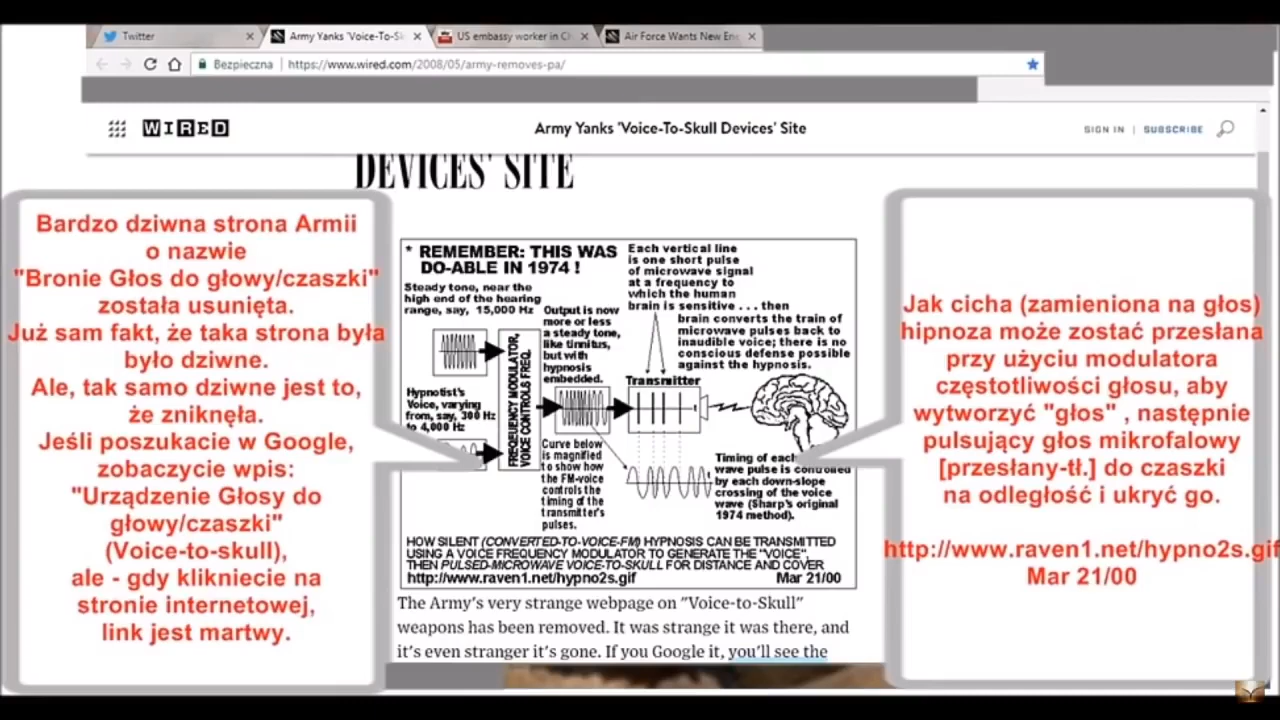 Twitter
Army Yanks 'Voice-To-Sk
US embassy worker in Ch
Air Force Wants New Ene
Bezpieczna
https://www.wired.com/2008/05/army-removes-pa/
WIRED
Army Yanks 'Voice-To-Skull Devices' Site
SIGN IN | SUBSCRIBE
DEVICES' SITE
Bardzo dziwna strona Armii
o nazwie
"Bronie Głos do głowy/czaszki"
została usunięta.
Już sam fakt, że taka strona była
było dziwne.
Ale, tak samo dziwne jest to,
że zniknęła.
Jeśli poszukacie w Google,
zobaczycie wpis:
"Urządzenie Głosy do
głowy/czaszki"
(Voice-to-skull),
ale - gdy klikniecie na
stronie internetowej,
link jest martwy.
* REMEMBER: THIS WAS
DO-ABLE IN 1974 !
Steady tone, near the
high end of the hearing
range, say, 15,000 Hz
Hypnotist's
Voice, varying
from, say, 300 Hz
to 4,000 Hz
FREQUENCY MODULATOR,
VOICE CONTROLS FREQ.
Output is now
more or less
a steady tone,
like tinnitus,
but with
hypnosis
embedded.
Curve below
is magnified
to show how
the FM-voice
controls the
timing of the
transmitter's
pulses.
Each vertical line
is one short pulse
of microwave signal
at a frequency to
which the human
brain is sensitive . . . then
brain converts the train of
microwave pulses back to
inaudible voice; there is no
conscious defense possible
against the hypnosis.
Transmitter
Timing of each
wave pulse is controlled
by each down-slope
crossing of the voice
wave (Sharp's original
1974 method).
HOW SILENT (CONVERTED-TO-VOICE-FM) HYPNOSIS CAN BE TRANSMITTED
USING A VOICE FREQUENCY MODULATOR TO GENERATE THE "VOICE",
THEN PULSED-MICROWAVE VOICE-TO-SKULL FOR DISTANCE AND COVER
http://www.raven1.net/hypno2s.gif Mar 21/00
The Army's very strange webpage on "Voice-to-Skull"
weapons has been removed. It was strange it was there, and
it's even stranger it's gone. If you Google it, you'll see the
Jak cicha (zamieniona na głos)
hipnoza może zostać przesłana
przy użyciu modulatora
częstotliwości głosu, aby
wytworzyć "głos" , następnie
pulsujący głos mikrofalowy
[przesłany-tł.] do czaszki
na odległość i ukryć go.
http://www.raven1.net/hypno2s.gif
Mar 21/00